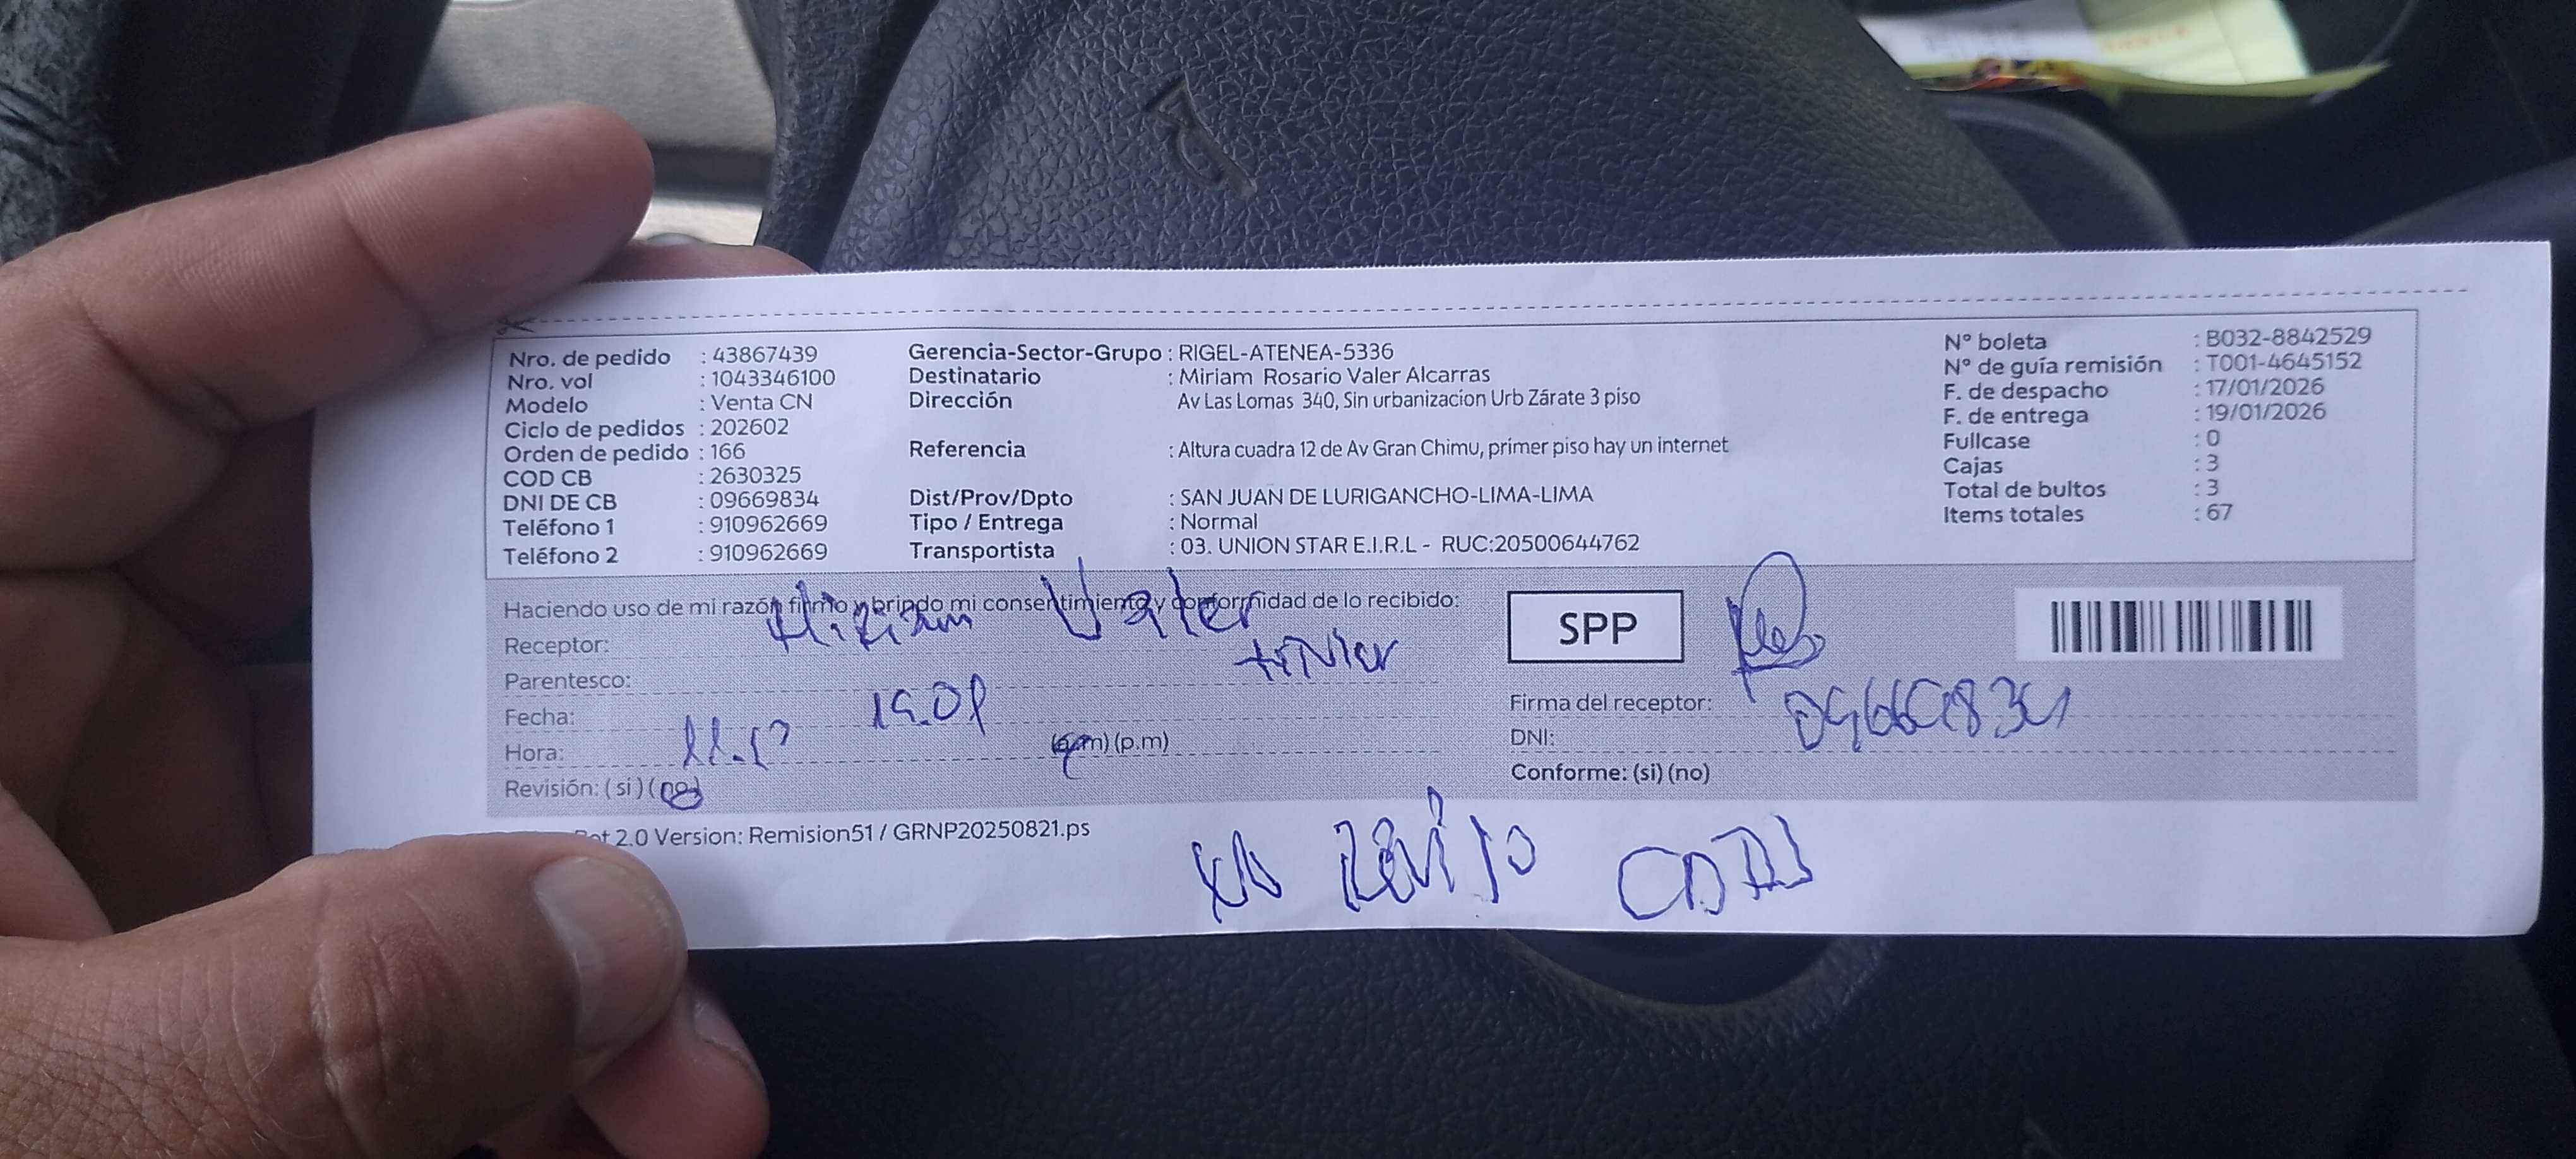 Nro. de pedido : 43867439
Nro. vol : 1043346100
Modelo : Venta CN
Ciclo de pedidos : 202602
Orden de pedido : 166
COD CB : 2630325
DNI DE CB : 09669834
Teléfono 1 : 910962669
Teléfono 2 : 910962669
Gerencia-Sector-Grupo : RIGEL-ATENEA-5336
Destinatario : Miriam Rosario Valer Alcarras
Dirección Av Las Lomas 340, Sin urbanizacion Urb Zárate 3 piso
Referencia : Altura cuadra 12 de Av Gran Chimu, primer piso hay un internet
Dist/Prov/Dpto : SAN JUAN DE LURIGANCHO-LIMA-LIMA
Tipo / Entrega : Normal
Transportista : 03. UNION STAR E.I.R.L - RUC:20500644762
N° boleta : B032-8842529
N° de guía remisión : T001-4645152
F. de despacho : 17/01/2026
F. de entrega : 19/01/2026
Fullcase : 0
Cajas : 3
Total de bultos : 3
Items totales : 67
Haciendo uso de mi razón firmo y brindo mi consentimiento y conformidad de lo recibido:
Receptor: Miriam Valer
Parentesco:
Fecha:
Hora: (a.m) (p.m)
Revisión: ( si ) ( no )
SPP
Firma del receptor:
DNI: 09669834
Conforme: (si) (no)
2.0 Version: Remision51 / GRNP20250821.ps